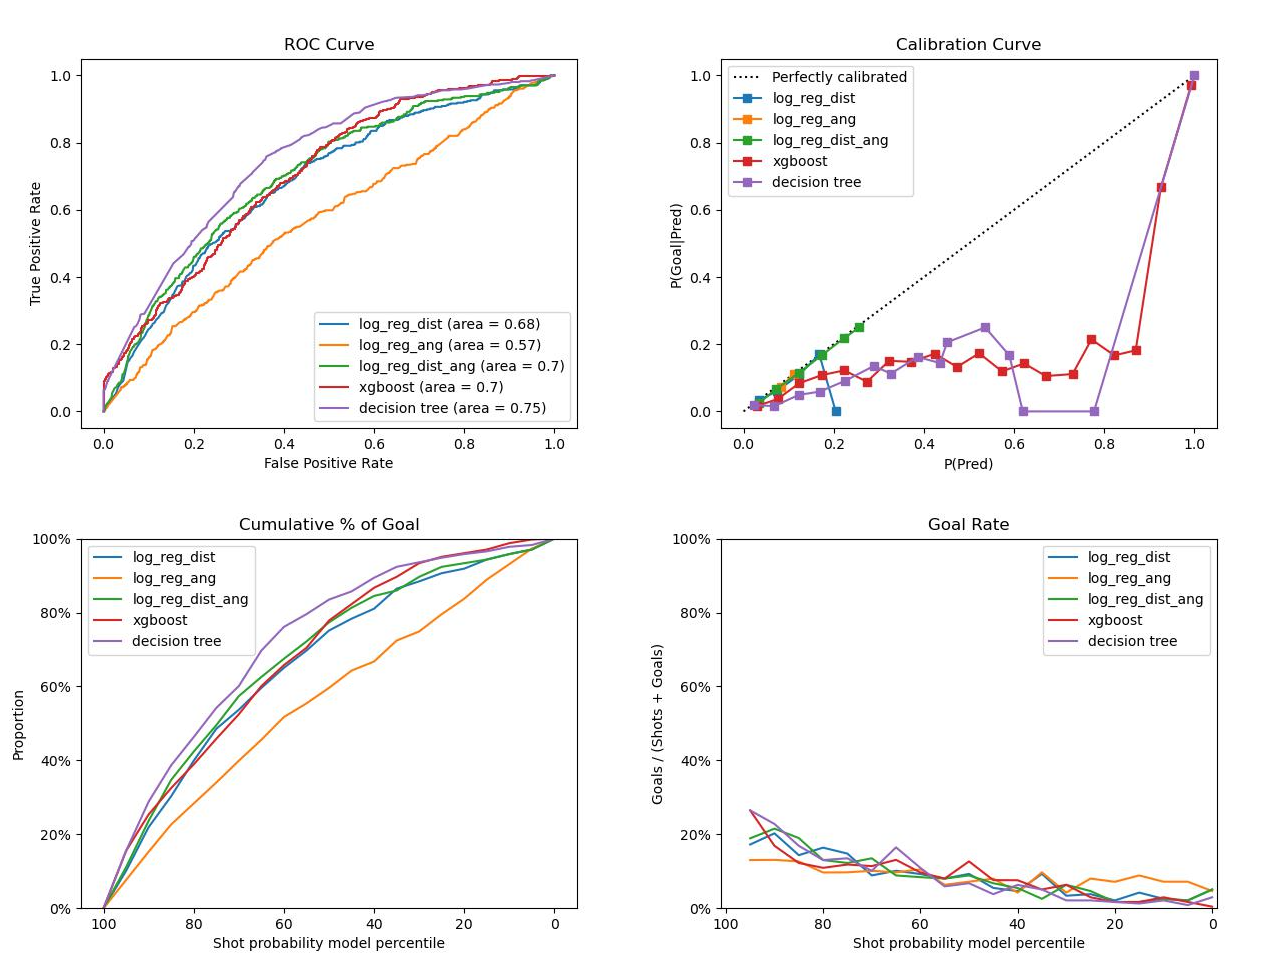 ROC Curve
1.0
0.8
0.6
0.4
0.2
0.0
True Positive Rate
log_reg_dist (area = 0.68)
log_reg_ang (area = 0.57)
log_reg_dist_ang (area = 0.7)
xgboost (area = 0.7)
decision tree (area = 0.75)
0.0 0.2 0.4 0.6 0.8 1.0
False Positive Rate
Calibration Curve
1.0
0.8
0.6
0.4
0.2
0.0
P(Goal|Pred)
Perfectly calibrated
log_reg_dist
log_reg_ang
log_reg_dist_ang
xgboost
decision tree
0.0 0.2 0.4 0.6 0.8 1.0
P(Pred)
Cumulative % of Goal
100%
80%
60%
40%
20%
0%
Proportion
log_reg_dist
log_reg_ang
log_reg_dist_ang
xgboost
decision tree
100 80 60 40 20 0
Shot probability model percentile
Goal Rate
100%
80%
60%
40%
20%
0%
Goals / (Shots + Goals)
log_reg_dist
log_reg_ang
log_reg_dist_ang
xgboost
decision tree
100 80 60 40 20 0
Shot probability model percentile